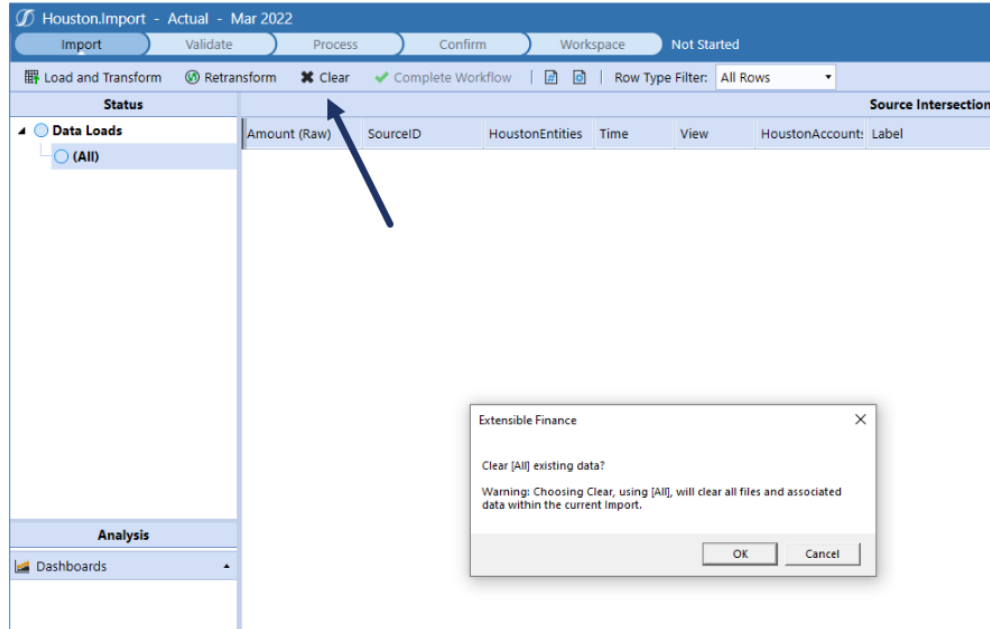 Houston.Import - Actual - Mar 2022
Import Validate Process Confirm Workspace Not Started
Load and Transform Retransform Clear Complete Workflow Row Type Filter: All Rows
Status
Source Intersection
Data Loads
(All)
Amount (Raw) SourceID HoustonEntities Time View HoustonAccount: Label
Extensible Finance
Clear [All] existing data?
Warning: Choosing Clear, using [All], will clear all files and associated
data within the current Import.
OK Cancel
Analysis
Dashboards